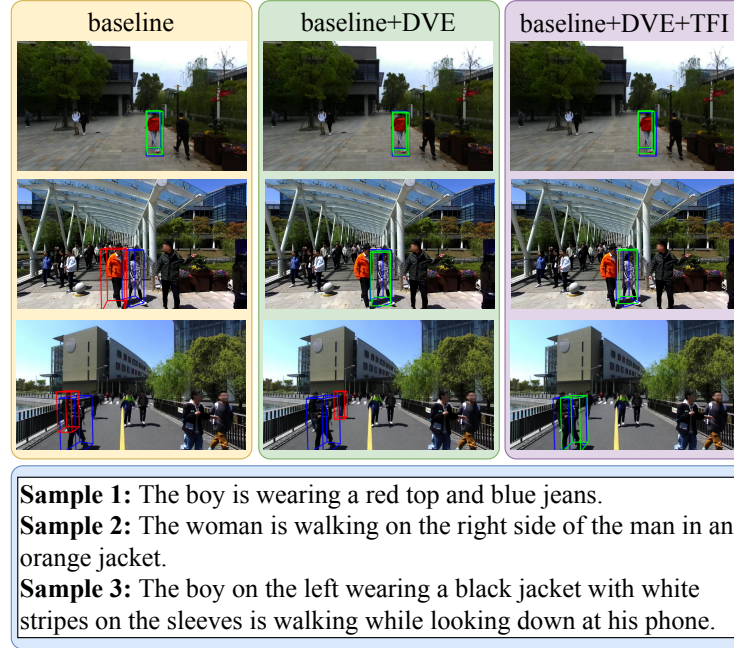 baseline
baseline+DVE
baseline+DVE+TFI
Sample 1: The boy is wearing a red top and blue jeans.
Sample 2: The woman is walking on the right side of the man in an
orange jacket.
Sample 3: The boy on the left wearing a black jacket with white
stripes on the sleeves is walking while looking down at his phone.